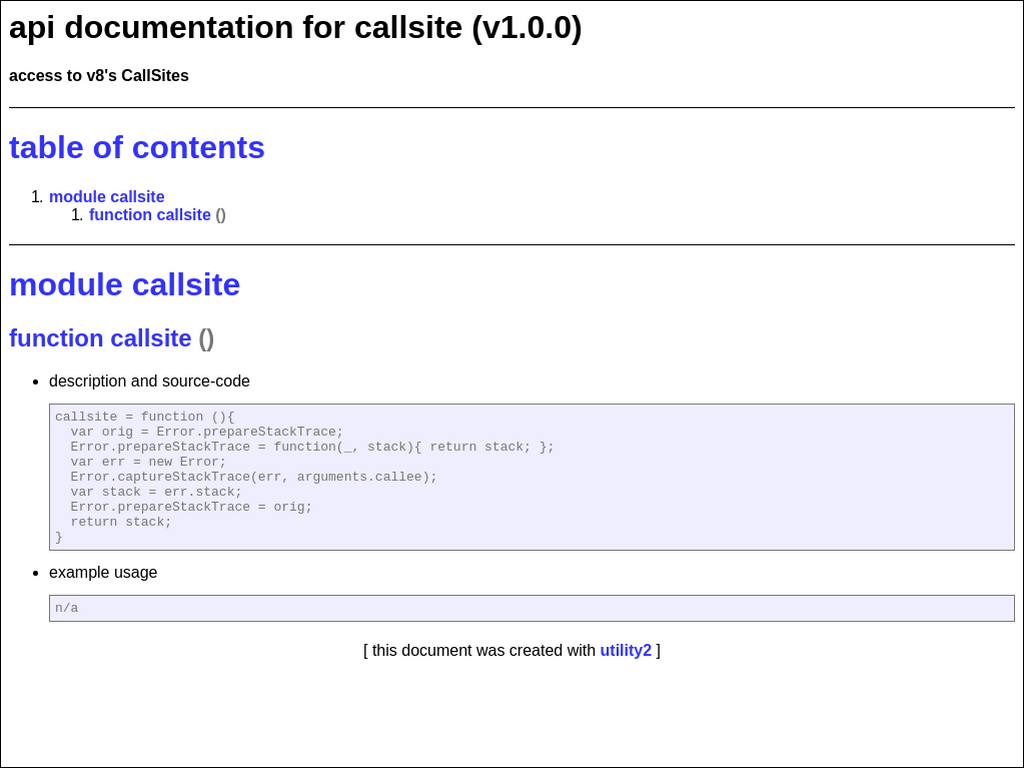 api documentation for callsite (v1.0.0)
access to v8's CallSites
table of contents
1. module callsite
1. function callsite ()
module callsite
function callsite ()
• description and source-code
callsite = function (){
  var orig = Error.prepareStackTrace;
  Error.prepareStackTrace = function(_, stack){ return stack; };
  var err = new Error;
  Error.captureStackTrace(err, arguments.callee);
  var stack = err.stack;
  Error.prepareStackTrace = orig;
  return stack;
}
• example usage
n/a
[ this document was created with utility2 ]